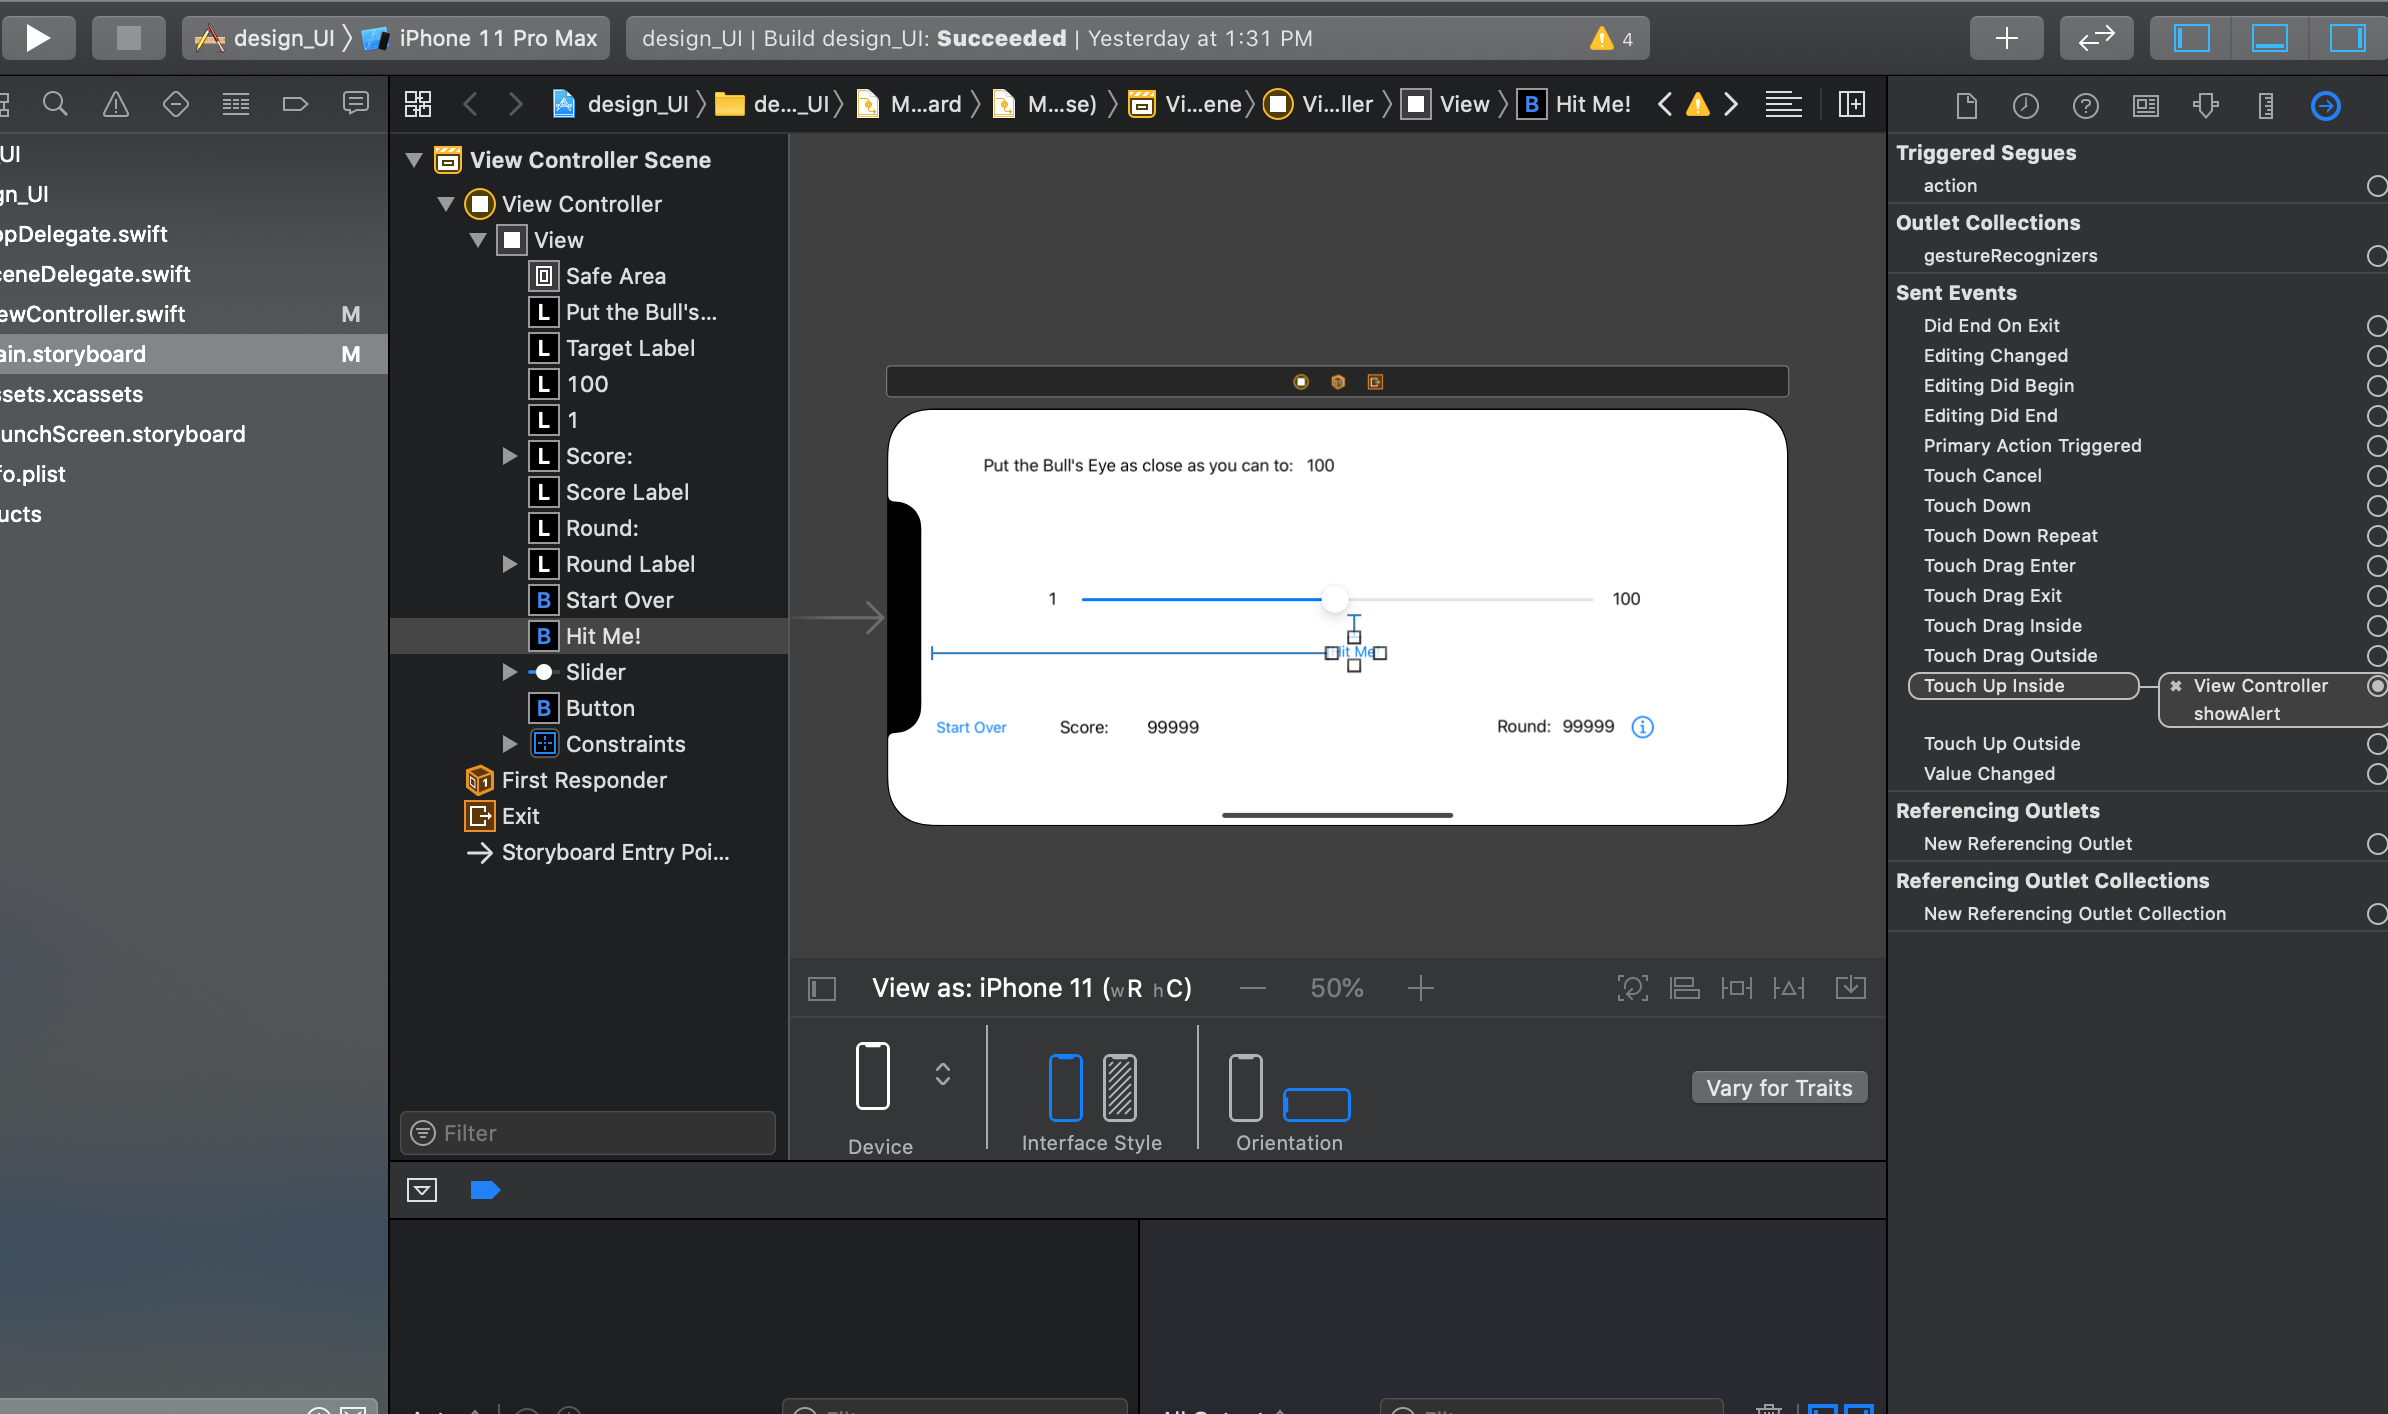 design_UI
iPhone 11 Pro Max
design_UI | Build design_UI: Succeeded | Yesterday at 1:31 PM
4
design_UI
de..._UI
M...ard
M...se)
Vi...ene
Vi...ller
View
B
Hit Me!
_UI
gn_UI
ppDelegate.swift
ceneDelegate.swift
ewController.swift
M
ain.storyboard
M
ssets.xcassets
unchScreen.storyboard
fo.plist
ucts
View Controller Scene
View Controller
View
Safe Area
L Put the Bull's...
L Target Label
L 100
L 1
L Score:
L Score Label
L Round:
L Round Label
B Start Over
B Hit Me!
Slider
B Button
Constraints
First Responder
Exit
Storyboard Entry Poi...
Filter
Put the Bull's Eye as close as you can to: 100
1
100
Hit Me
Start Over
Score:
99999
Round: 99999
View as: iPhone 11 (wR hC)
50%
Device
Interface Style
Orientation
Vary for Traits
Triggered Segues
action
Outlet Collections
gestureRecognizers
Sent Events
Did End On Exit
Editing Changed
Editing Did Begin
Editing Did End
Primary Action Triggered
Touch Cancel
Touch Down
Touch Down Repeat
Touch Drag Enter
Touch Drag Exit
Touch Drag Inside
Touch Drag Outside
Touch Up Inside
View Controller
showAlert
Touch Up Outside
Value Changed
Referencing Outlets
New Referencing Outlet
Referencing Outlet Collections
New Referencing Outlet Collection